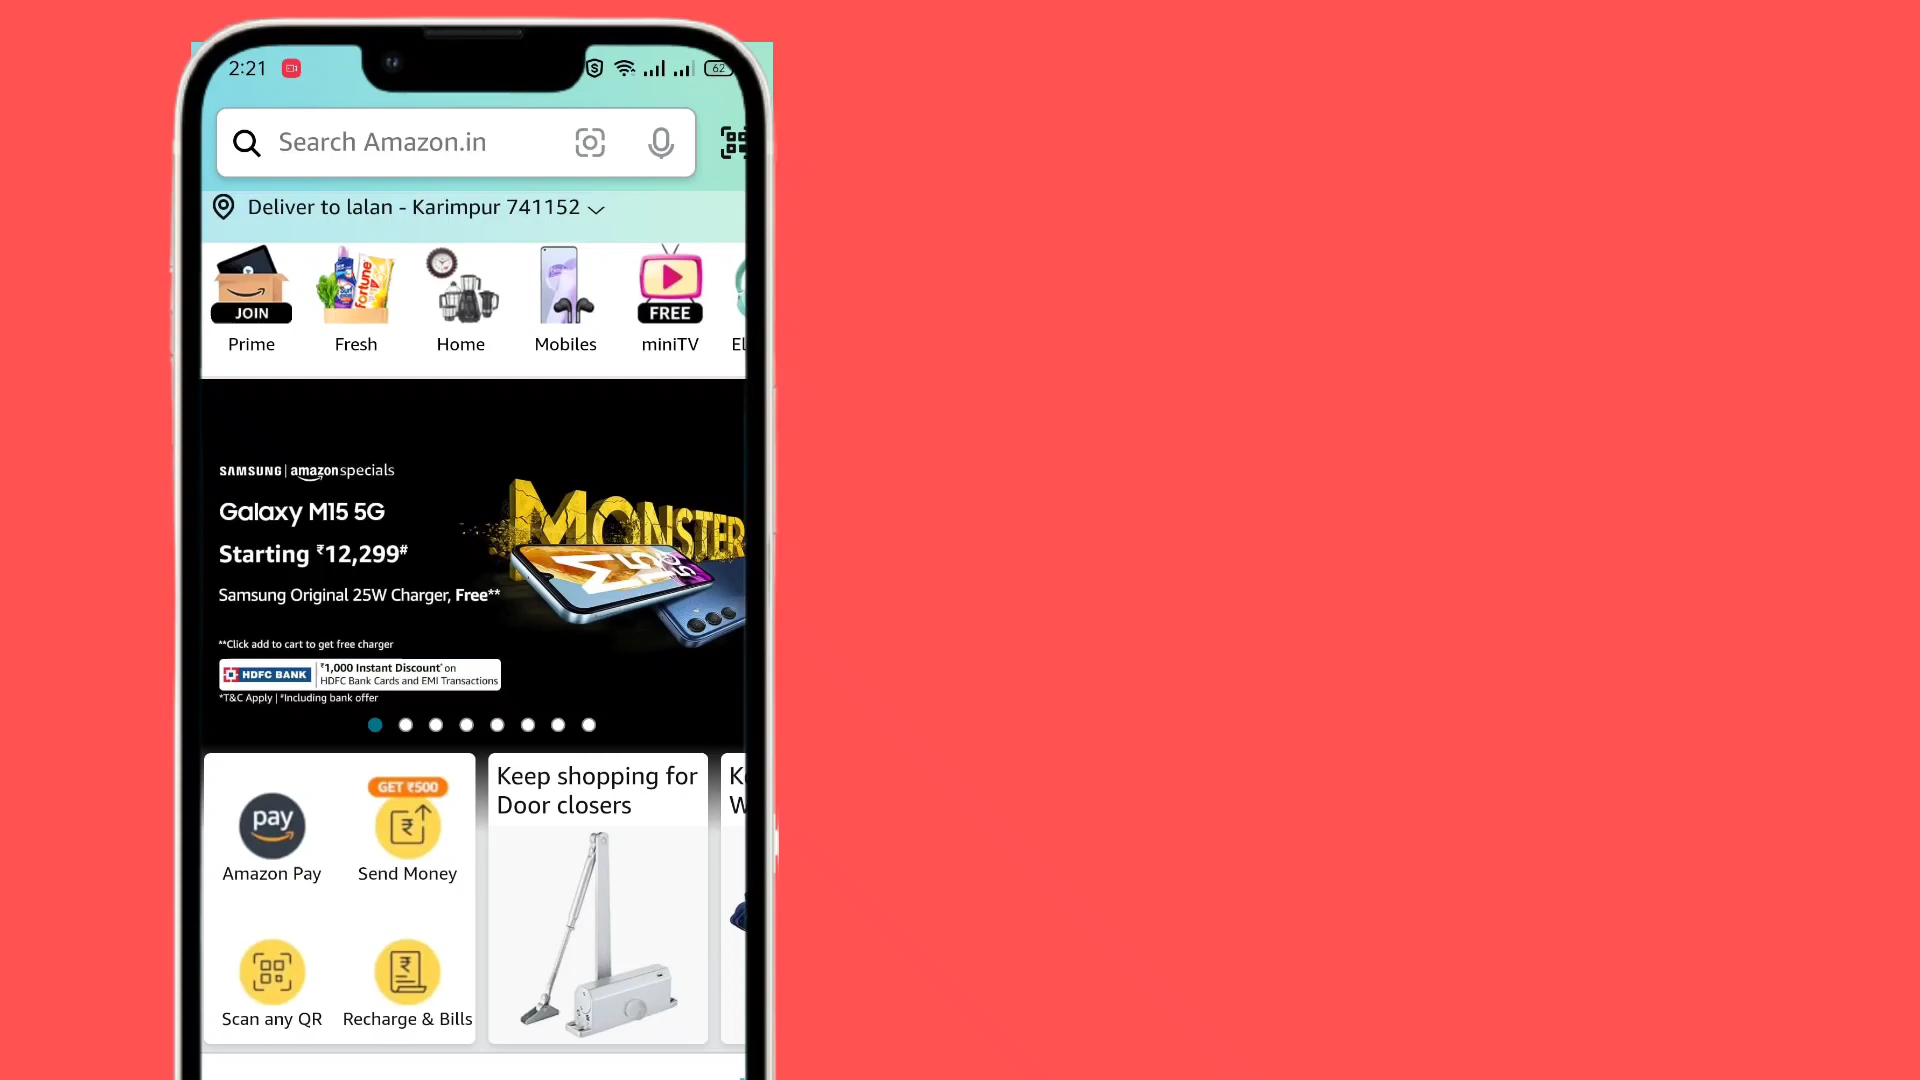 2:21
62
Search Amazon.in
Deliver to lalan - Karimpur 741152
JOIN
fortune
FREE
Prime
Fresh
Home
Mobiles
miniTV
El
SAMSUNG | amazonspecials
Galaxy M15 5G
Starting ₹12,299#
Samsung Original 25W Charger, Free**
MONSTER
**Click add to cart to get free charger
HDFC BANK
₹1,000 Instant Discount* on
HDFC Bank Cards and EMI Transactions
*T&C Apply | #Including bank offer
GET ₹500
pay
Amazon Pay
Send Money
Scan any QR
Recharge & Bills
Keep shopping for
Door closers